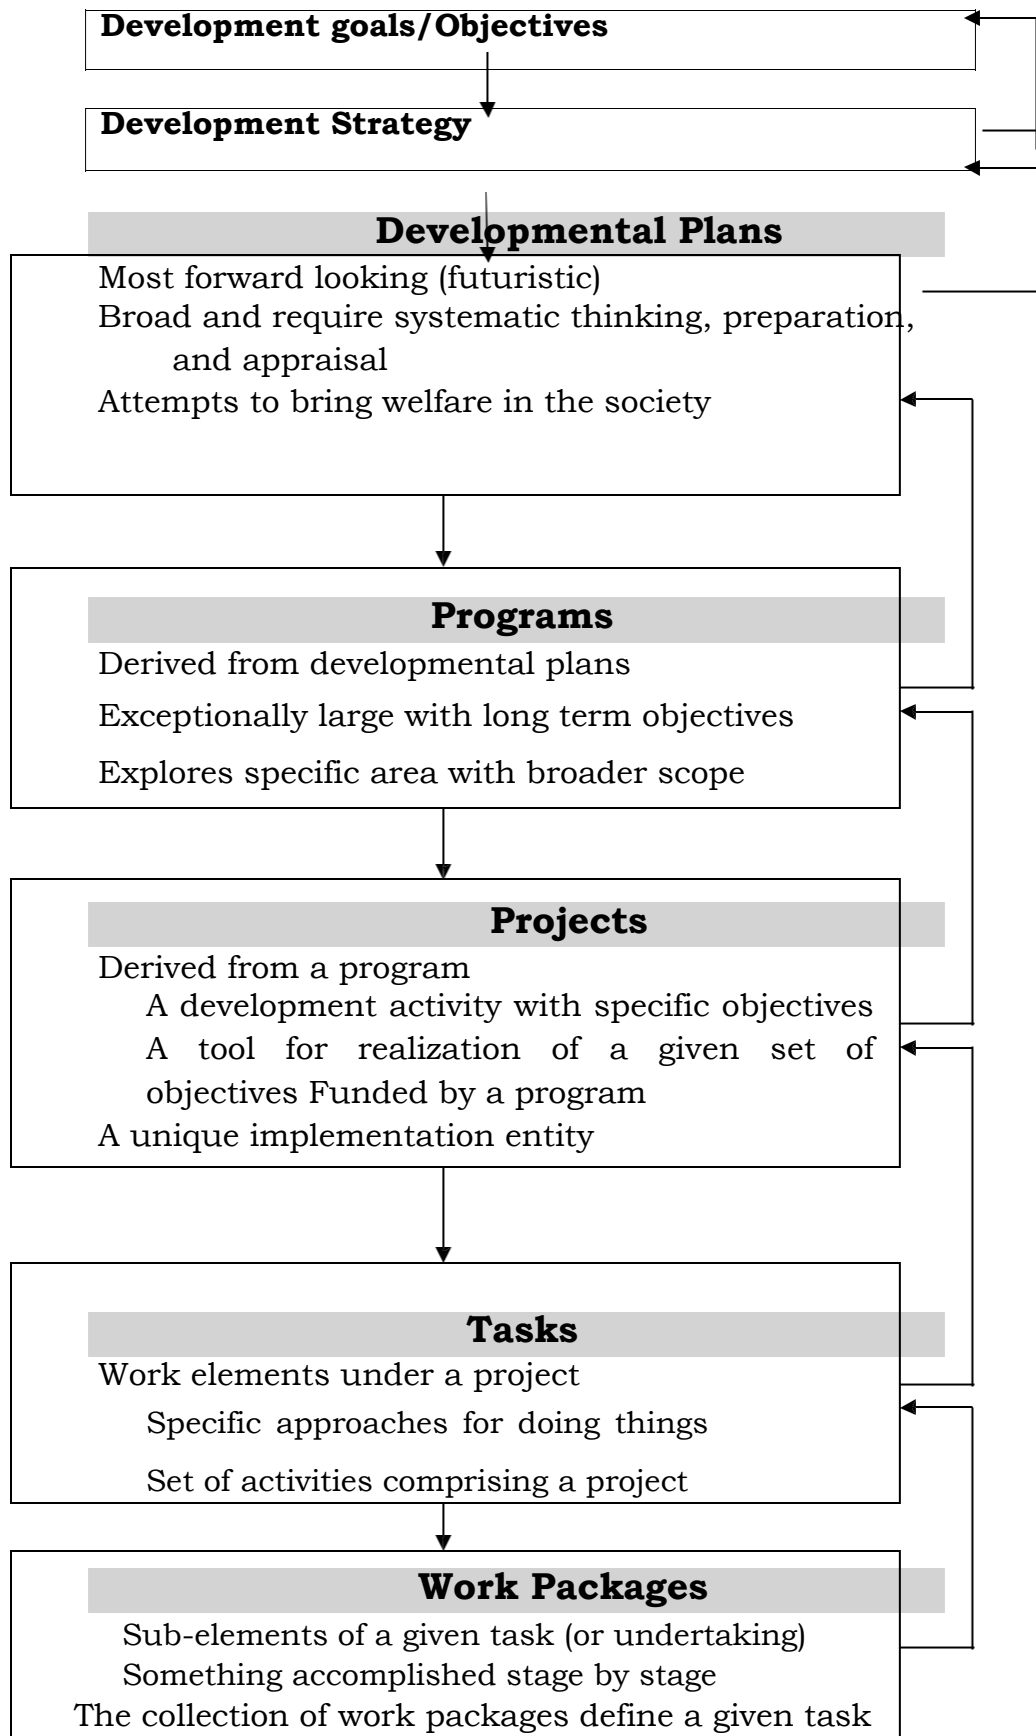 Development goals/Objectives
Development Strategy
Developmental Plans
Most forward looking (futuristic)
Broad and require systematic thinking, preparation,
and appraisal
Attempts to bring welfare in the society
Programs
Derived from developmental plans
Exceptionally large with long term objectives
Explores specific area with broader scope
Projects
Derived from a program
A development activity with specific objectives
A tool for realization of a given set of
objectives Funded by a program
A unique implementation entity
Tasks
Work elements under a project
Specific approaches for doing things
Set of activities comprising a project
Work Packages
Sub-elements of a given task (or undertaking)
Something accomplished stage by stage
The collection of work packages define a given task